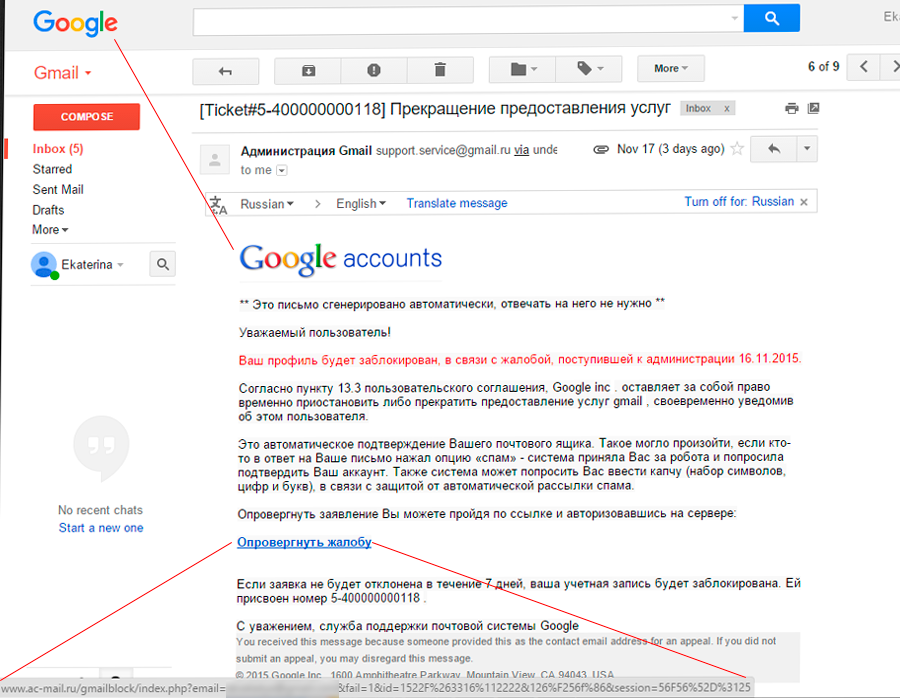 Google
Eka
Gmail
More
6 of 9
COMPOSE
[Ticket#5-400000000118] Прекращение предоставления услуг
Inbox x
Inbox (5)
Starred
Sent Mail
Drafts
More
Администрация Gmail support.service@gmail.ru via unde
Nov 17 (3 days ago)
to me
Russian > English Translate message
Turn off for: Russian x
Ekaterina
Google accounts
** Это письмо сгенерировано автоматически, отвечать на него не нужно **
Уважаемый пользователь!
Ваш профиль будет заблокирован, в связи с жалобой, поступившей к администрации 16.11.2015.
Согласно пункту 13.3 пользовательского соглашения, Google inc . оставляет за собой право
временно приостановить либо прекратить предоставление услуг gmail , своевременно уведомив
об этом пользователя.
Это автоматическое подтверждение Вашего почтового ящика. Такое могло произойти, если кто-
то в ответ на Ваше письмо нажал опцию «спам» - система приняла Вас за робота и попросила
подтвердить Ваш аккаунт. Также система может попросить Вас ввести капчу (набор символов,
цифр и букв), в связи с защитой от автоматической рассылки спама.
Опровергнуть заявление Вы можете пройдя по ссылке и авторизовавшись на сервере:
Опровергнуть жалобу
Если заявка не будет отклонена в течение 7 дней, ваша учетная запись будет заблокирована. Ей
присвоен номер 5-400000000118 .
С уважением, служба поддержки почтовой системы Google
You received this message because someone provided this as the contact email address for an appeal. If you did not
submit an appeal, you may disregard this message.
© 2015 Google Inc. 1600 Amphitheatre Parkway, Mountain View, CA 94043, USA
No recent chats
Start a new one
www.ac-mail.ru/gmailblock/index.php?email= &fail=1&id=1522F%263316%112222&126%F256f%86&session=56F56%52D%3125